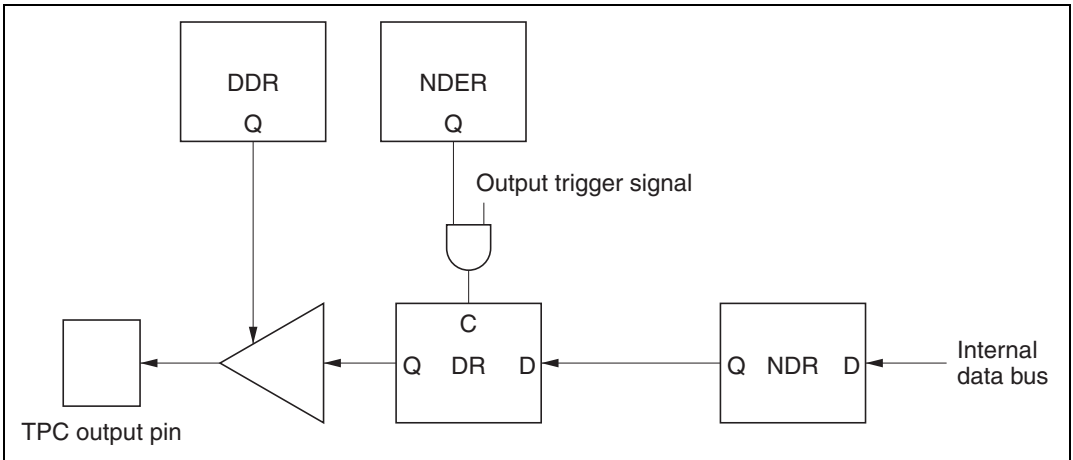 DDR
Q
NDER
Q
Output trigger signal
C
Q DR D
Q NDR D
Internal
data bus
TPC output pin